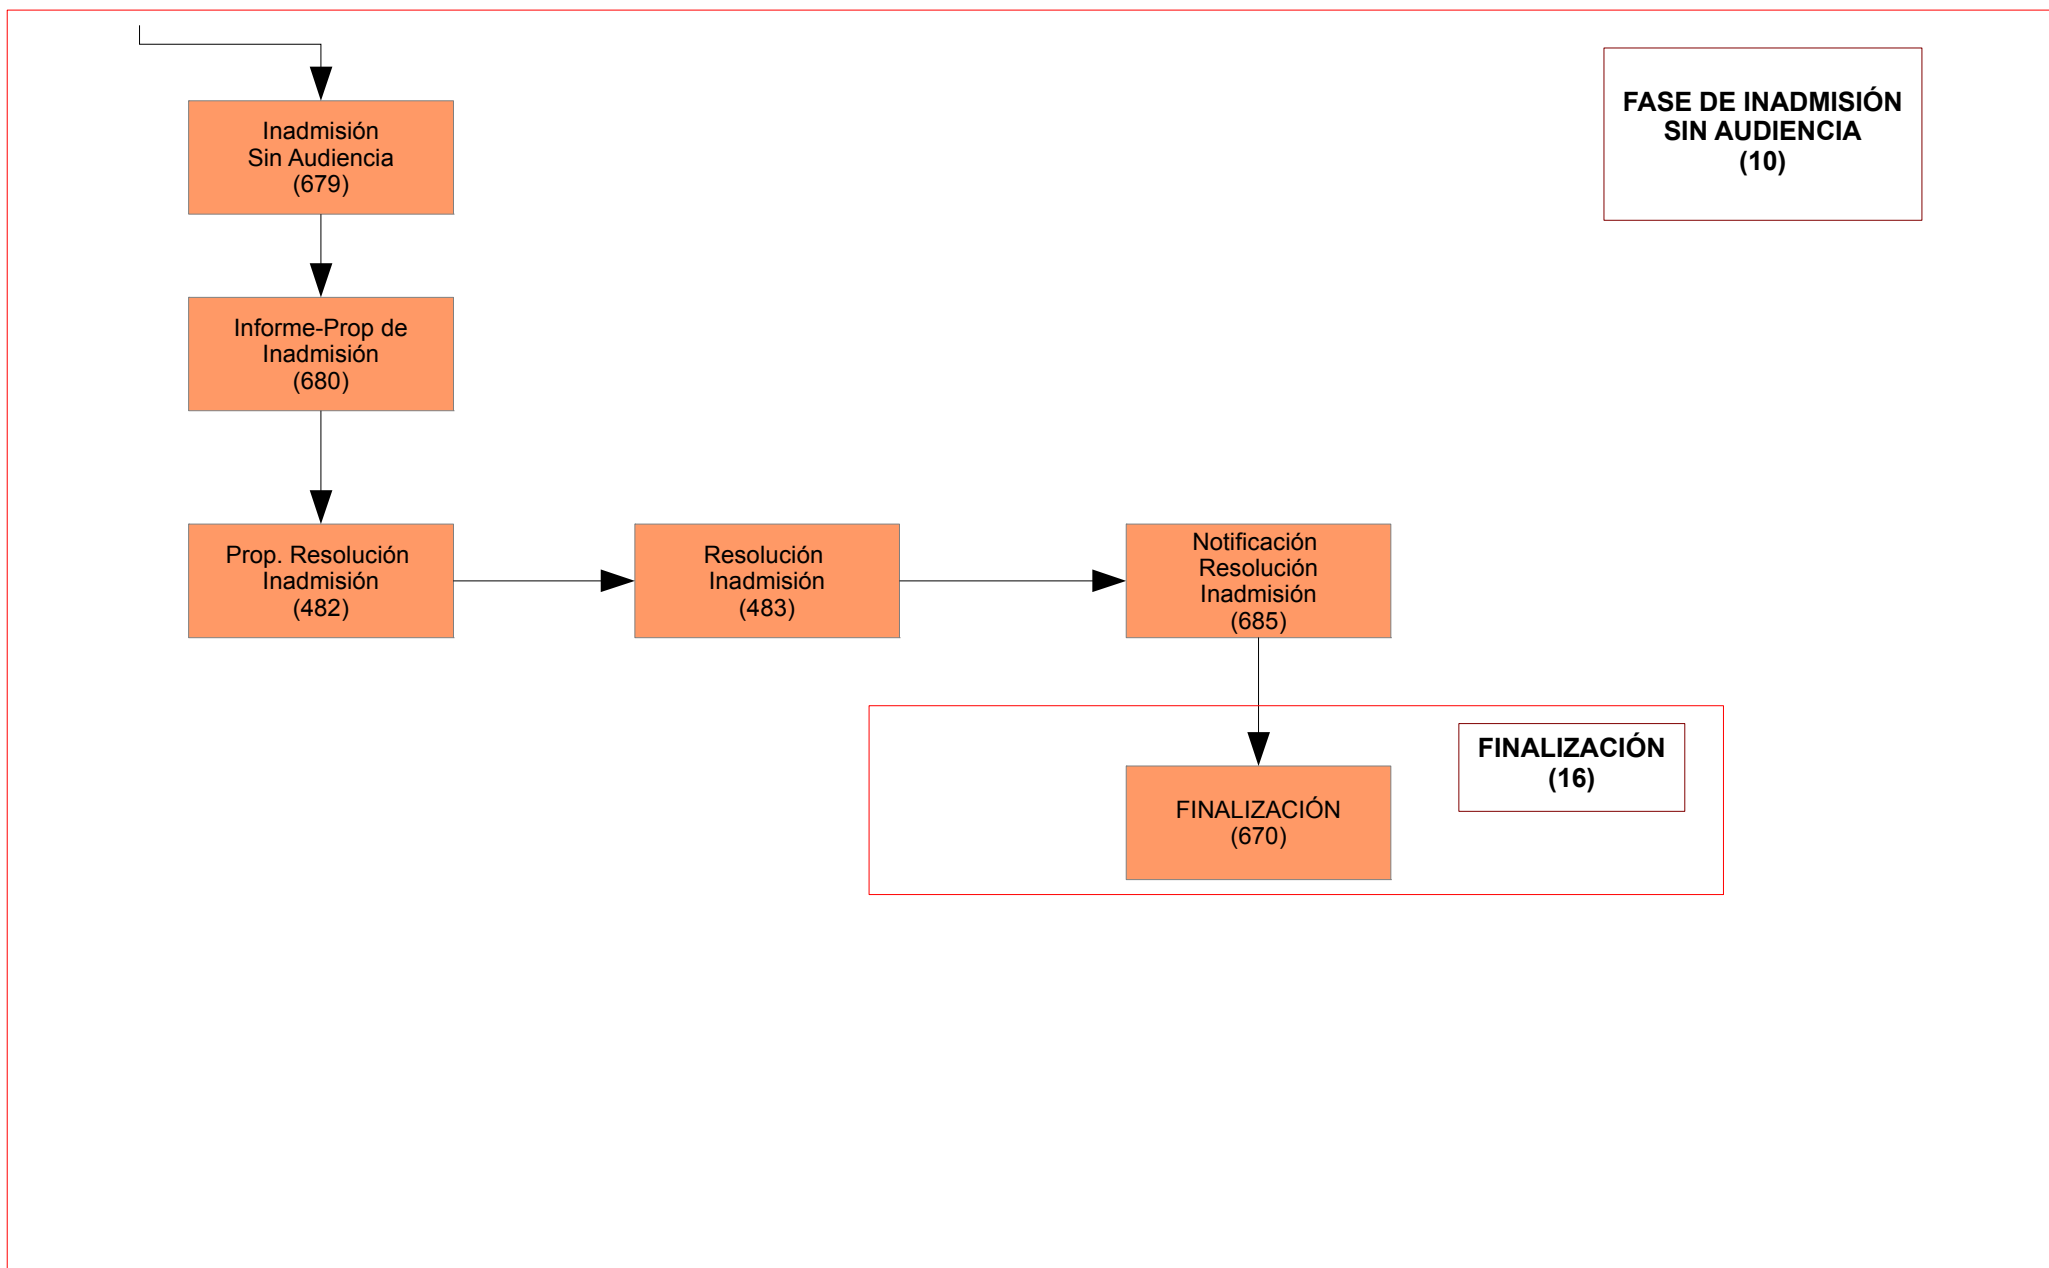 FASE DE INADMISIÓN
SIN AUDIENCIA
(10)
Inadmisión
Sin Audiencia
(679)
Informe-Prop de
Inadmisión
(680)
Prop. Resolución
Inadmisión
(482)
Resolución
Inadmisión
(483)
Notificación
Resolución
Inadmisión
(685)
FINALIZACIÓN
(16)
FINALIZACIÓN
(670)